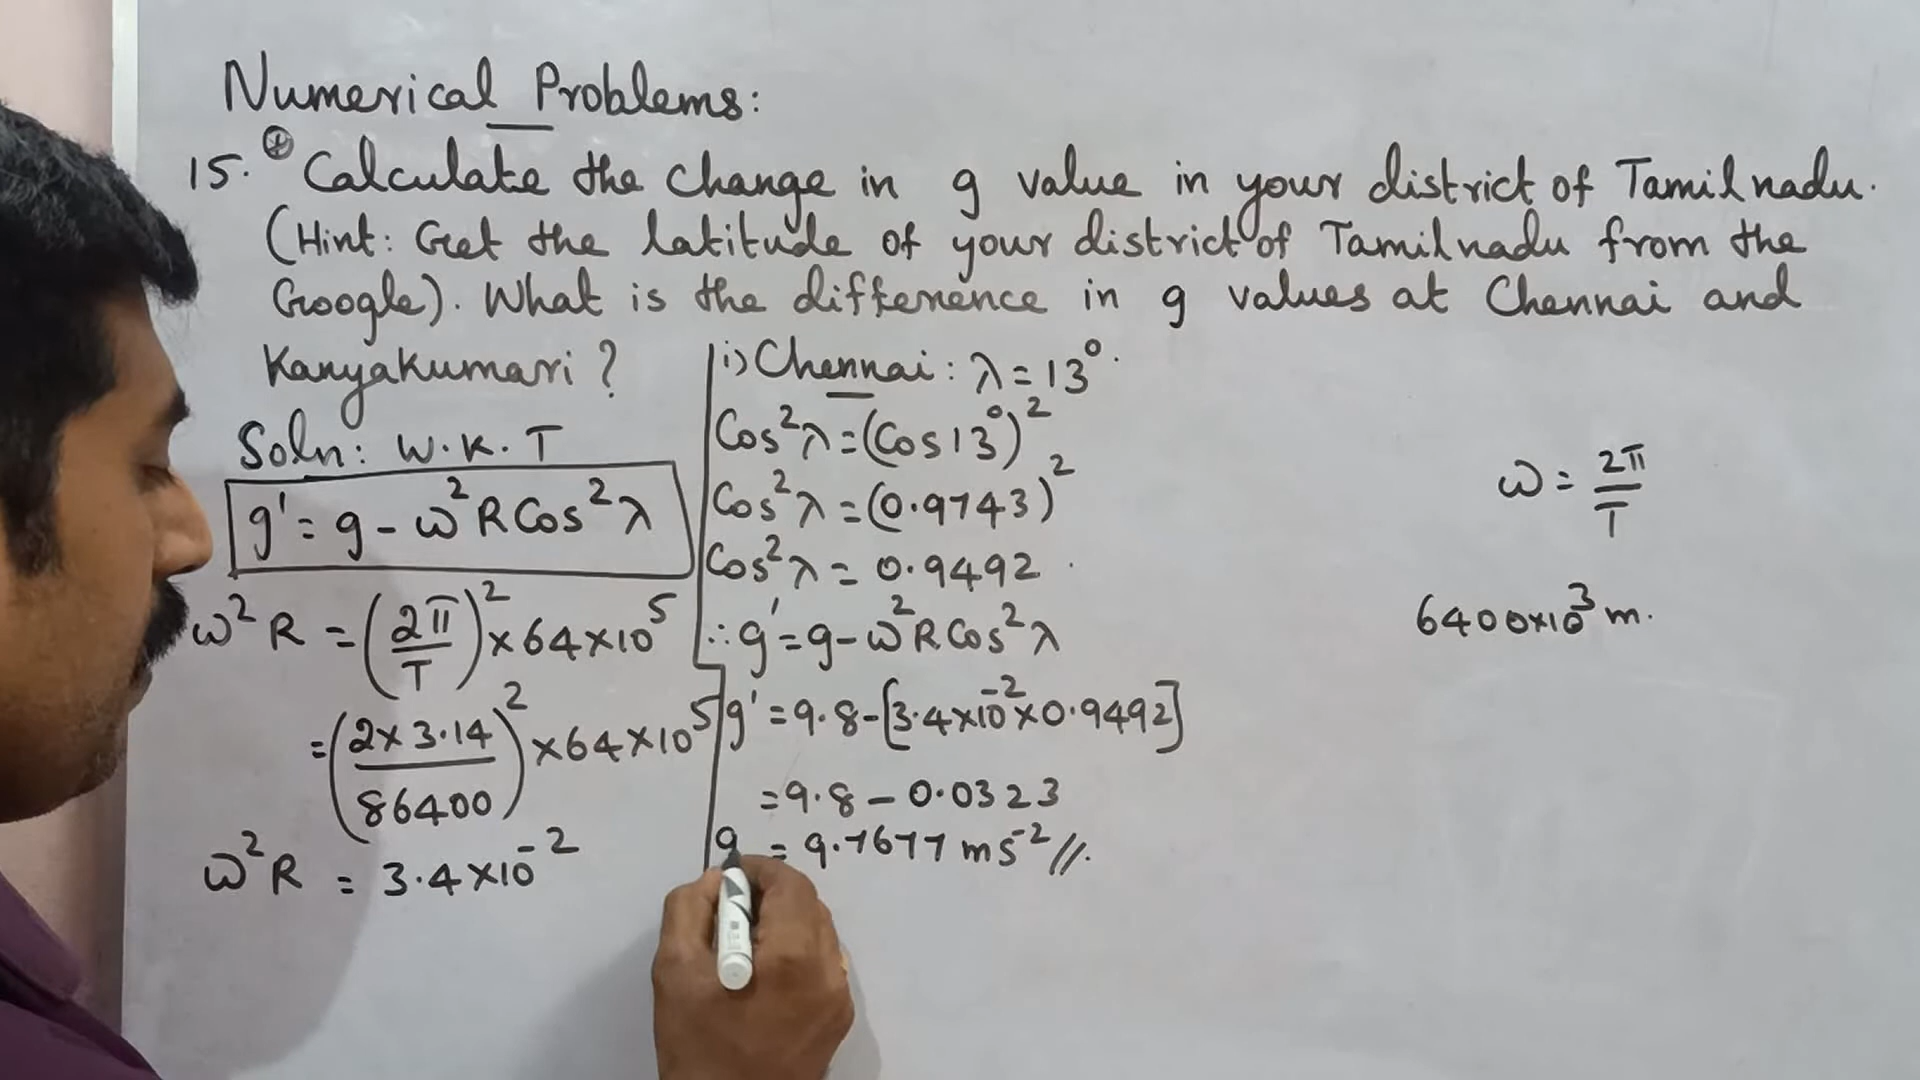 Numerical Problems:
15. Calculate the change in g value in your district of Tamilnadu.
(Hint: Get the latitude of your district of Tamilnadu from the
Google). What is the difference in g values at Chennai and
Kanyakumari?
Soln: W.K.T
g' = g - ω²R Cos²λ
ω²R = (2π/T)² × 64×10⁵
= (2×3.14/86400)² × 64×10⁵
ω²R = 3.4×10⁻²
i) Chennai: λ = 13°.
Cos²λ = (Cos 13°)²
Cos²λ = (0.9743)²
Cos²λ = 0.9492
∴ g' = g - ω²R Cos²λ
g' = 9.8 - [3.4×10⁻²×0.9492]
= 9.8 - 0.0323
g = 9.7677 ms⁻² //.
ω = 2π/T
6400×10³ m.